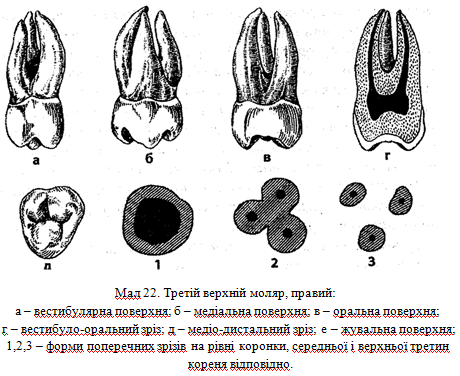 а б в г
л 1 2 3
Мал 22. Третій верхній моляр, правий:
а – вестибулярна поверхня; б – медіальна поверхня; в – оральна поверхня;
г – вестибуло-оральний зріз; д – медіо-дистальний зріз; е – жувальна поверхня;
1,2,3 – форми поперечних зрізів на рівні коронки, середньої і верхньої третин
кореня відповідно.